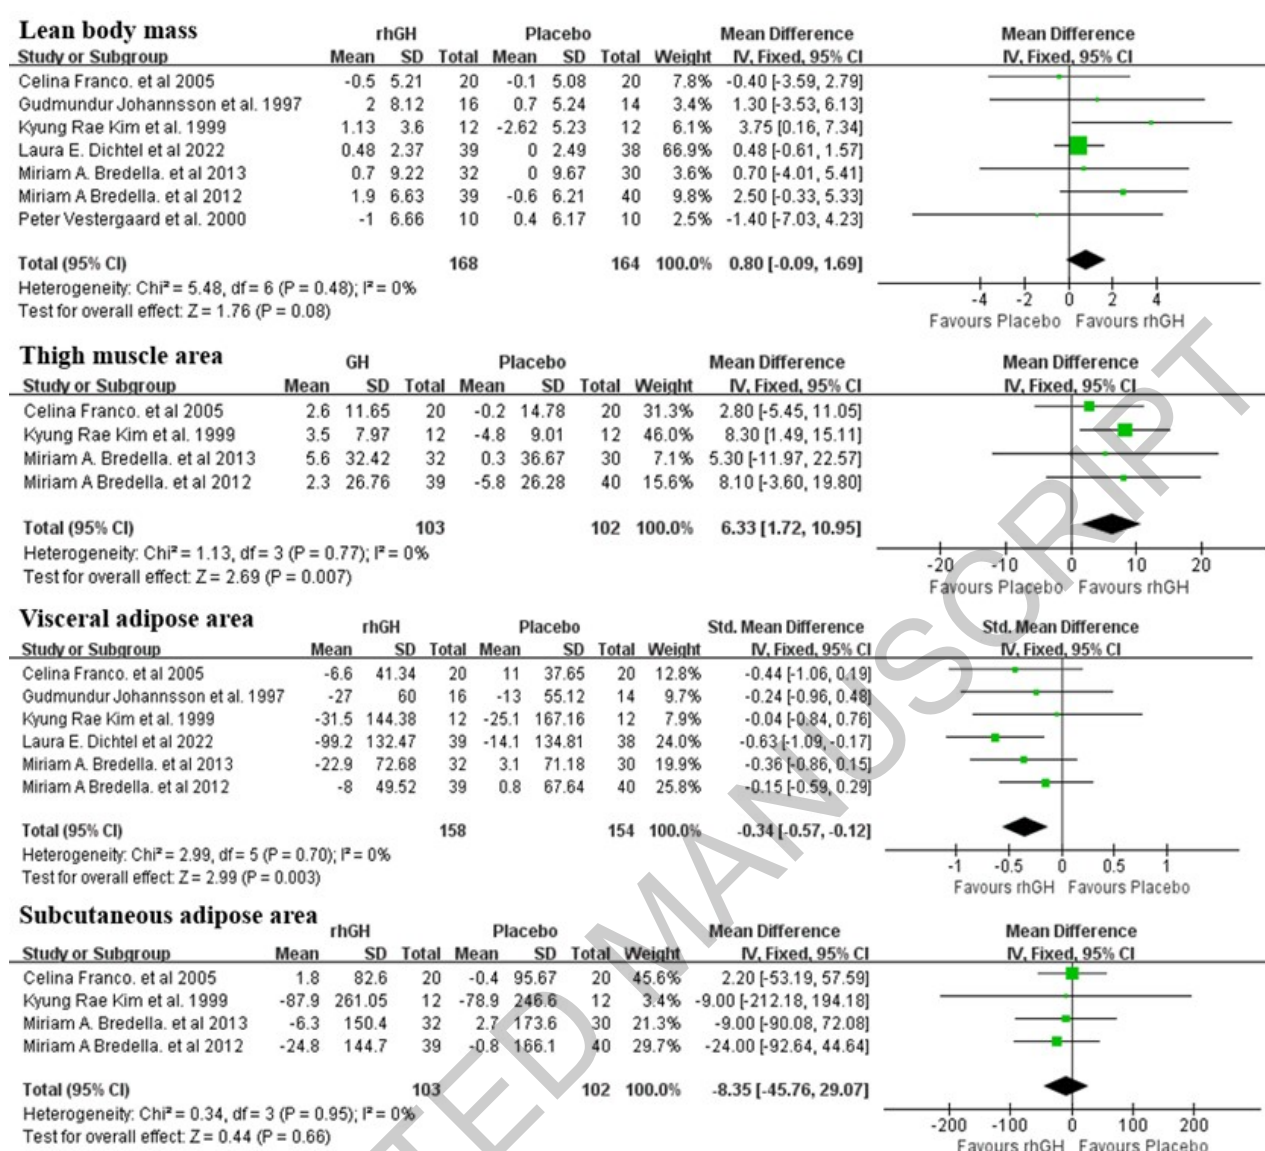 Lean body mass rhGH Placebo Mean Difference Mean Difference
Study or Subgroup Mean SD Total Mean SD Total Weight IV, Fixed, 95% CI IV, Fixed, 95% CI
Celina Franco. et al 2005 -0.5 5.21 20 -0.1 5.08 20 7.8% -0.40 [-3.59, 2.79]
Gudmundur Johannsson et al. 1997 2 8.12 16 0.7 5.24 14 3.4% 1.30 [-3.53, 6.13]
Kyung Rae Kim et al. 1999 1.13 3.6 12 -2.62 5.23 12 6.1% 3.75 [0.16, 7.34]
Laura E. Dichtel et al 2022 0.48 2.37 39 0 2.49 38 66.9% 0.48 [-0.61, 1.57]
Miriam A. Bredella et al. 2013 0.7 9.22 32 0 9.67 30 3.6% 0.70 [-4.01, 5.41]
Miriam A Bredella. et al 2012 1.9 6.63 39 -0.6 6.21 40 9.8% 2.50 [-0.33, 5.33]
Peter Vestergaard et al. 2000 -1 6.66 10 0.4 6.17 10 2.5% -1.40 [-7.03, 4.23]
Total (95% CI) 168 164 100.0% 0.80 [-0.09, 1.69]
Heterogeneity: Chi² = 5.48, df = 6 (P = 0.48); I² = 0%
Test for overall effect: Z = 1.76 (P = 0.08)
-4 -2 0 2 4
Favours Placebo Favours rhGH
Thigh muscle area GH Placebo Mean Difference Mean Difference
Study or Subgroup Mean SD Total Mean SD Total Weight IV, Fixed, 95% CI IV, Fixed, 95% CI
Celina Franco. et al 2005 2.6 11.65 20 -0.2 14.78 20 31.3% 2.80 [-5.45, 11.05]
Kyung Rae Kim et al. 1999 3.5 7.97 12 -4.8 9.01 12 46.0% 8.30 [1.49, 15.11]
Miriam A. Bredella. et al 2013 5.6 32.42 32 0.3 36.67 30 7.1% 5.30 [-11.97, 22.57]
Miriam A Bredella. et al 2012 2.3 26.76 39 -5.8 26.28 40 15.6% 8.10 [-3.60, 19.80]
Total (95% CI) 103 102 100.0% 6.33 [1.72, 10.95]
Heterogeneity: Chi² = 1.13, df = 3 (P = 0.77); I² = 0%
Test for overall effect: Z = 2.69 (P = 0.007)
-20 -10 0 10 20
Favours Placebo Favours rhGH
Visceral adipose area rhGH Placebo Std. Mean Difference Std. Mean Difference
Study or Subgroup Mean SD Total Mean SD Total Weight IV, Fixed, 95% CI IV, Fixed, 95% CI
Celina Franco. et al 2005 -6.6 41.34 20 11 37.65 20 12.8% -0.44 [-1.06, 0.19]
Gudmundur Johannsson et al. 1997 -27 60 16 -13 55.12 14 9.7% -0.24 [-0.96, 0.48]
Kyung Rae Kim et al. 1999 -31.5 144.38 12 -25.1 167.16 12 7.9% -0.04 [-0.84, 0.76]
Laura E. Dichtel et al 2022 -99.2 132.47 39 -14.1 134.81 38 24.0% -0.63 [-1.09, -0.17]
Miriam A. Bredella. et al 2013 -22.9 72.68 32 3.1 71.18 30 19.9% -0.36 [-0.86, 0.15]
Miriam A Bredella. et al 2012 -8 49.52 39 0.8 67.64 40 25.8% -0.15 [-0.59, 0.29]
Total (95% CI) 158 154 100.0% -0.34 [-0.57, -0.12]
Heterogeneity: Chi² = 2.99, df = 5 (P = 0.70); I² = 0%
Test for overall effect: Z = 2.99 (P = 0.003)
-1 -0.5 0 0.5 1
Favours rhGH Favours Placebo
Subcutaneous adipose area rhGH Placebo Mean Difference Mean Difference
Study or Subgroup Mean SD Total Mean SD Total Weight IV, Fixed, 95% CI IV, Fixed, 95% CI
Celina Franco. et al 2005 1.8 82.6 20 -0.4 95.67 20 45.6% 2.20 [-53.19, 57.59]
Kyung Rae Kim et al. 1999 -87.9 261.05 12 -78.9 246.6 12 3.4% -9.00 [-212.18, 194.18]
Miriam A. Bredella. et al 2013 -6.3 150.4 32 2.7 173.6 30 21.3% -9.00 [-90.08, 72.08]
Miriam A Bredella. et al 2012 -24.8 144.7 39 -0.8 166.1 40 29.7% -24.00 [-92.64, 44.64]
Total (95% CI) 103 102 100.0% -8.35 [-45.76, 29.07]
Heterogeneity: Chi² = 0.34, df = 3 (P = 0.95); I² = 0%
Test for overall effect: Z = 0.44 (P = 0.66)
-200 -100 0 100 200
Favours rhGH Favours Placebo
TED MANUSCRIPT